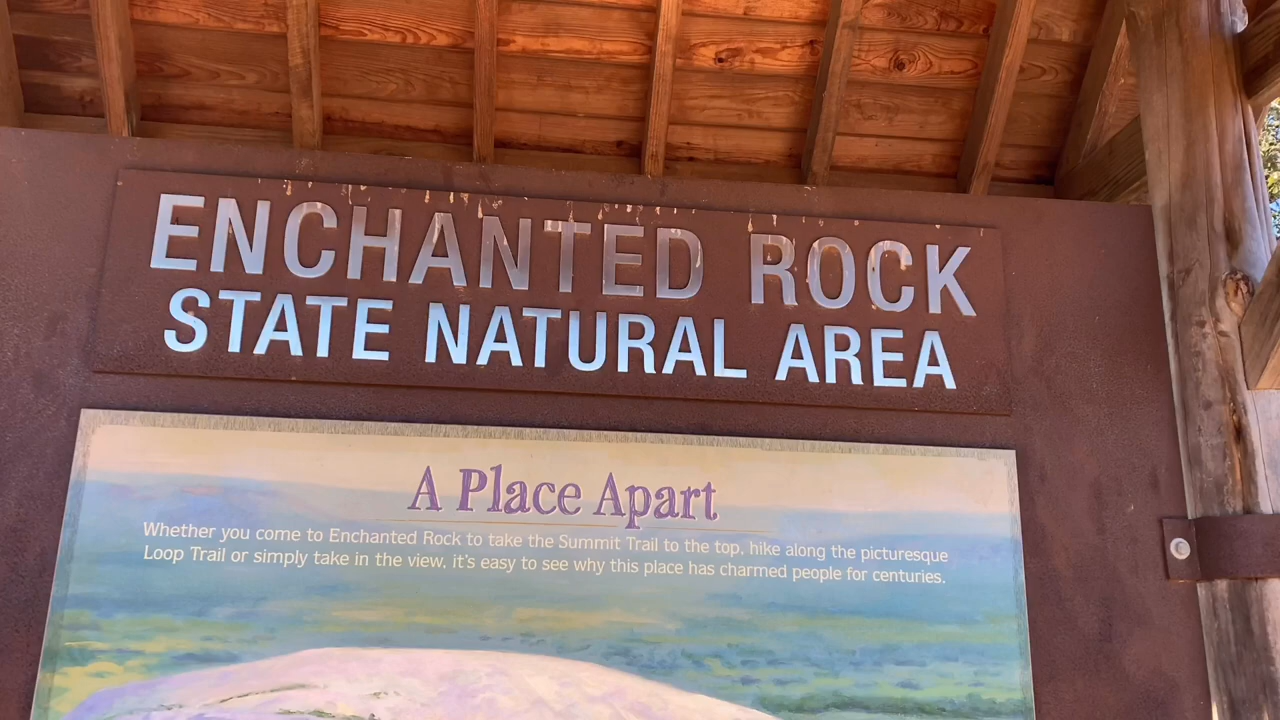 ENCHANTED ROCK
STATE NATURAL AREA
A Place Apart
Whether you come to Enchanted Rock to take the Summit Trail to the top, hike along the picturesque
Loop Trail or simply take in the view, it's easy to see why this place has charmed people for centuries.